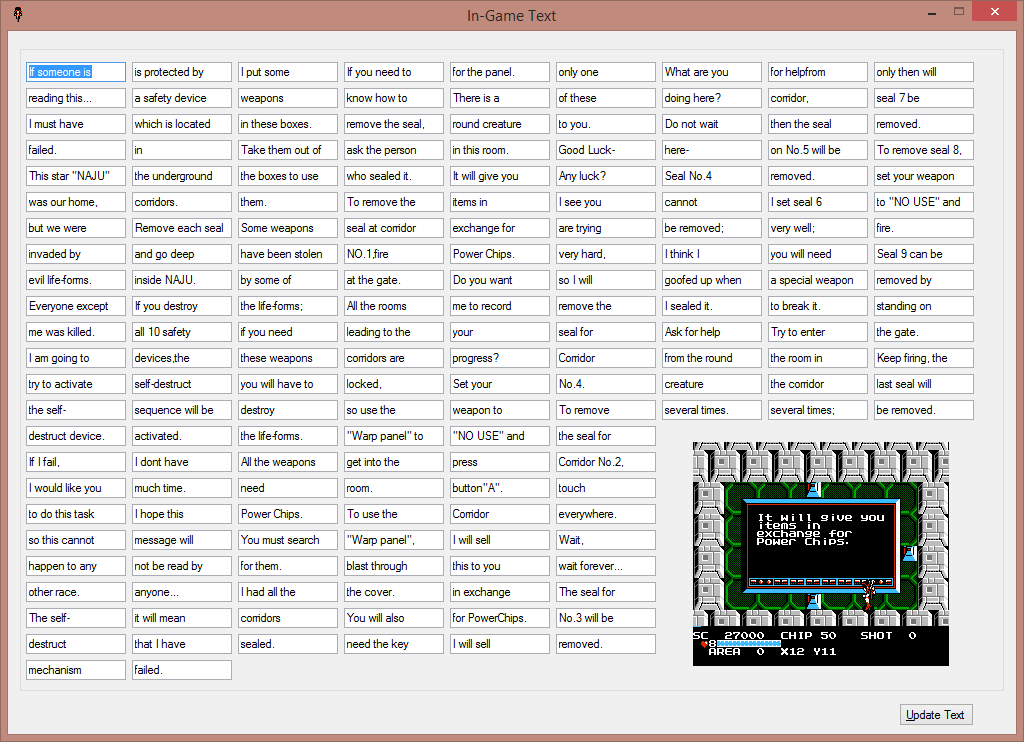 In-Game Text
If someone is
reading this...
I must have
failed.
This star "NAJU"
was our home,
but we were
invaded by
evil life-forms.
Everyone except
me was killed.
I am going to
try to activate
the self-
destruct device.
If I fail,
I would like you
to do this task
so this cannot
happen to any
other race.
The self-
destruct
mechanism
is protected by
a safety device
which is located
in
the underground
corridors.
Remove each seal
and go deep
inside NAJU.
If you destroy
all 10 safety
devices,the
self-destruct
sequence will be
activated.
I dont have
much time.
I hope this
message will
not be read by
anyone...
it will mean
that I have
failed.
I put some
weapons
in these boxes.
Take them out of
the boxes to use
them.
Some weapons
have been stolen
by some of
the life-forms;
if you need
these weapons
you will have to
destroy
the life-forms.
All the weapons
need
Power Chips.
You must search
for them.
I had all the
corridors
sealed.
If you need to
know how to
remove the seal,
ask the person
who sealed it.
To remove the
seal at corridor
NO.1,fire
at the gate.
All the rooms
leading to the
corridors are
locked,
so use the
"Warp panel" to
get into the
room.
To use the
"Warp panel",
blast through
the cover.
You will also
need the key
for the panel.
There is a
round creature
in this room.
It will give you
items in
exchange for
Power Chips.
Do you want
me to record
your
progress?
Set your
weapon to
"NO USE" and
press
button"A".
Corridor
I will sell
this to you
in exchange
for PowerChips.
I will sell
only one
of these
to you.
Good Luck-
Any luck?
I see you
are trying
very hard,
so I will
remove the
seal for
Corridor
No.4.
To remove
the seal for
Corridor No.2,
touch
everywhere.
Wait,
wait forever...
The seal for
No.3 will be
removed.
What are you
doing here?
Do not wait
here-
Seal No.4
cannot
be removed;
I think I
goofed up when
I sealed it.
Ask for help
from the round
creature
several times.
for helpfrom
corridor,
then the seal
on No.5 will be
removed.
I set seal 6
very well;
you will need
a special weapon
to break it.
Try to enter
the room in
the corridor
several times;
only then will
seal 7 be
removed.
To remove seal 8,
set your weapon
to "NO USE" and
fire.
Seal 9 can be
removed by
standing on
the gate.
Keep firing, the
last seal will
be removed.
It will give you
items in
exchange for
Power Chips.
SC 27000 CHIP 50 SHOT 0
8
AREA 0 X12 Y11
Update Text